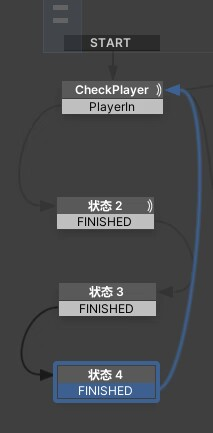 START
CheckPlayer
PlayerIn
状态 2
FINISHED
状态 3
FINISHED
状态 4
FINISHED